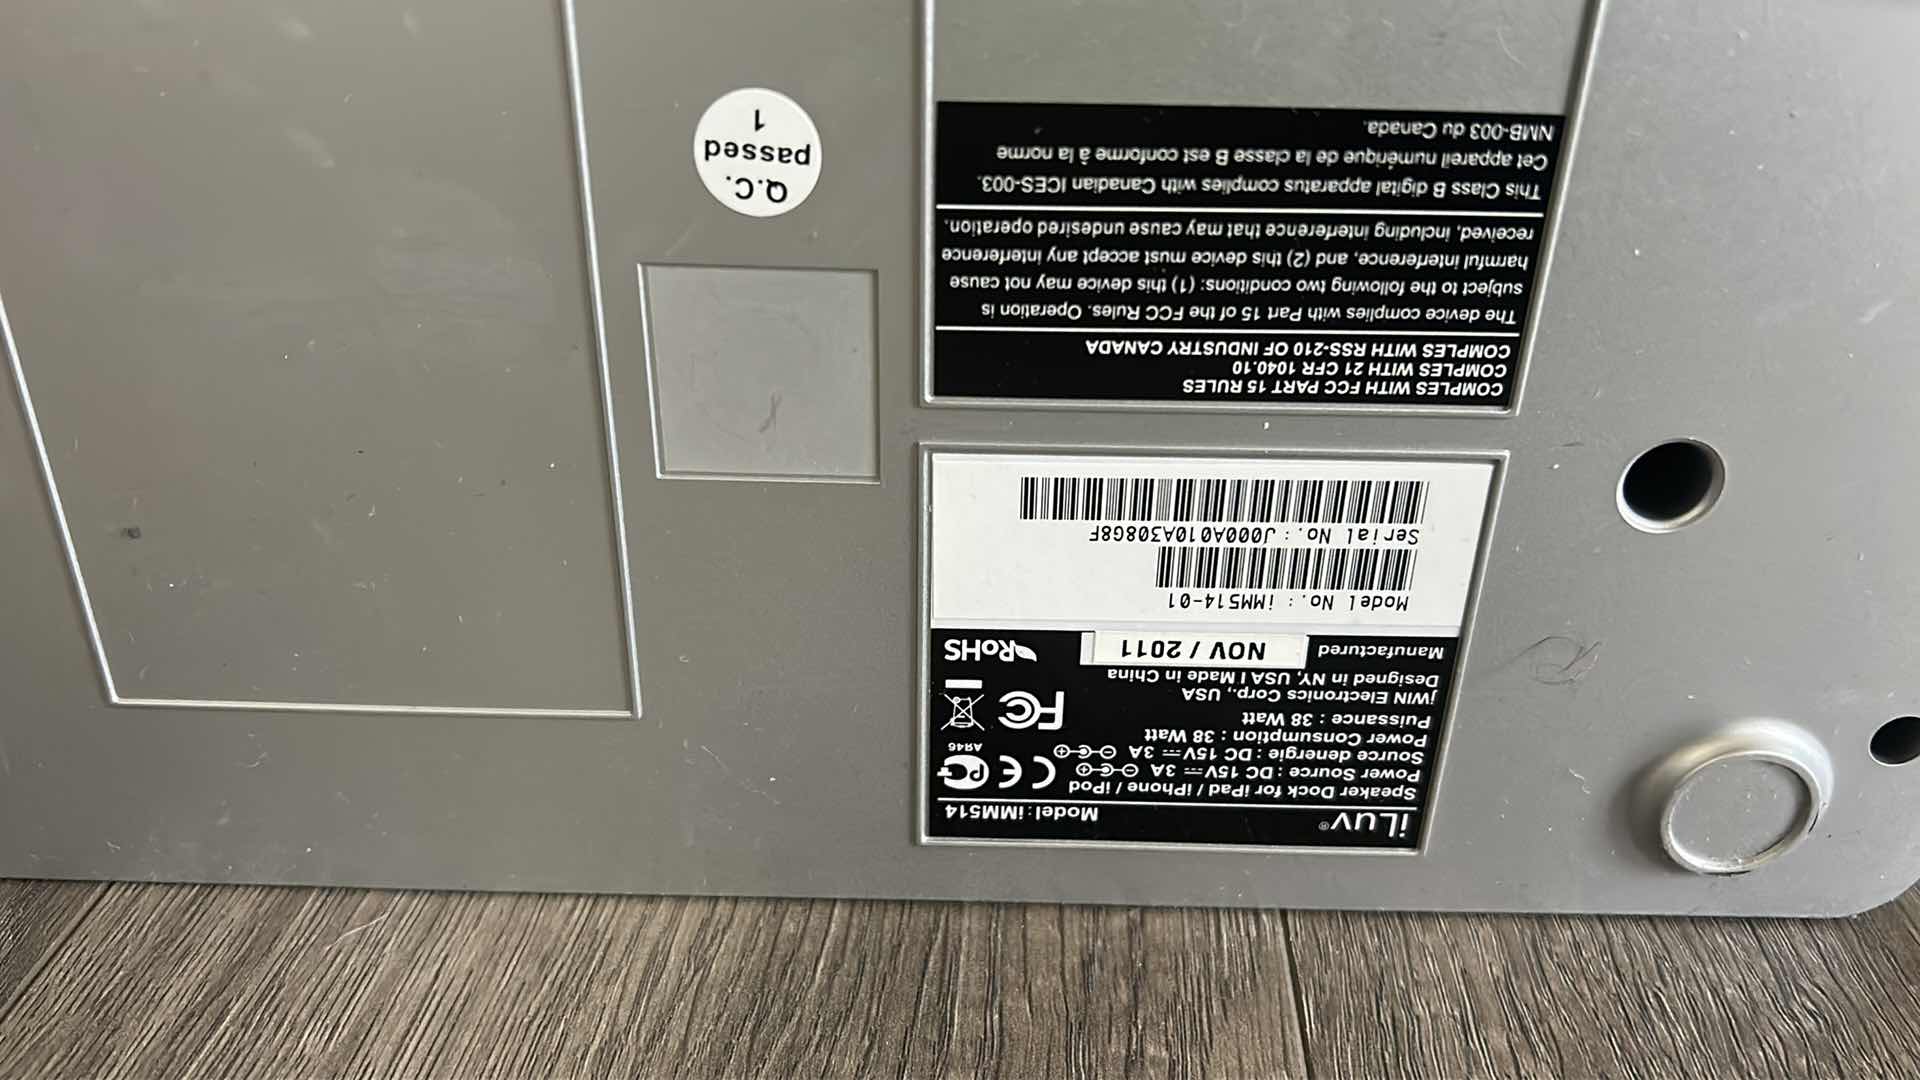 iLuv®
Model: iMM514
Speaker Dock for iPad / iPhone / iPod
Power Source : DC 15V 3A
Source denergie : DC 15V 3A
Power Consumption : 38 Watt
Puissance : 38 Watt
jWIN Electronics Corp., USA
Designed in NY, USA I Made in China
Manufactured NOV / 2011
CE
PC
AR46
FC
RoHS
Model No.: iMM514-01
Serial No.: J000A010A308G8F
COMPLES WITH FCC PART 15 RULES
COMPLES WITH 21 CFR 1040.10
COMPLES WITH RSS-210 OF INDUSTRY CANADA
The device complies with Part 15 of the FCC Rules. Operation is
subject to the following two conditions: (1) this device may not cause
harmful interference, and (2) this device must accept any interference
received, including interference that may cause undesired operation.
This Class B digital apparatus complies with Canadian ICES-003.
Cet appareil numérique de la classe B est conforme à la norme
NMB-003 du Canada.
Q.C.
passed
1